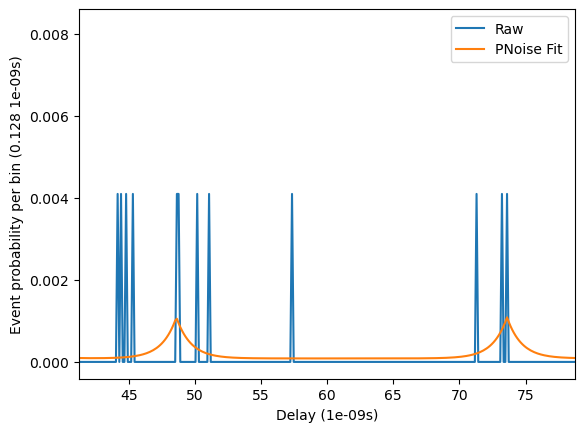 Raw
PNoise Fit
0.008
0.006
0.004
0.002
0.000
Event probability per bin (0.128 1e-09s)
45 50 55 60 65 70 75
Delay (1e-09s)